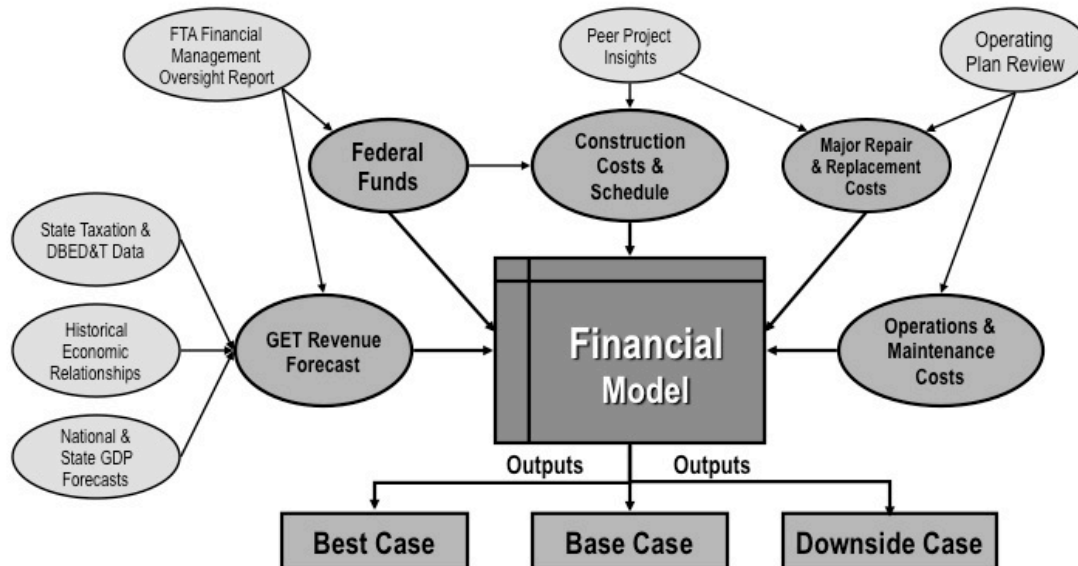 FTA Financial
Management
Oversight Report
Peer Project
Insights
Operating
Plan Review
Federal
Funds
Construction
Costs &
Schedule
Major Repair
& Replacement
Costs
State Taxation &
DBED&T Data
Historical
Economic
Relationships
National &
State GDP
Forecasts
GET Revenue
Forecast
Financial
Model
Operations &
Maintenance
Costs
Outputs
Outputs
Best Case
Base Case
Downside Case